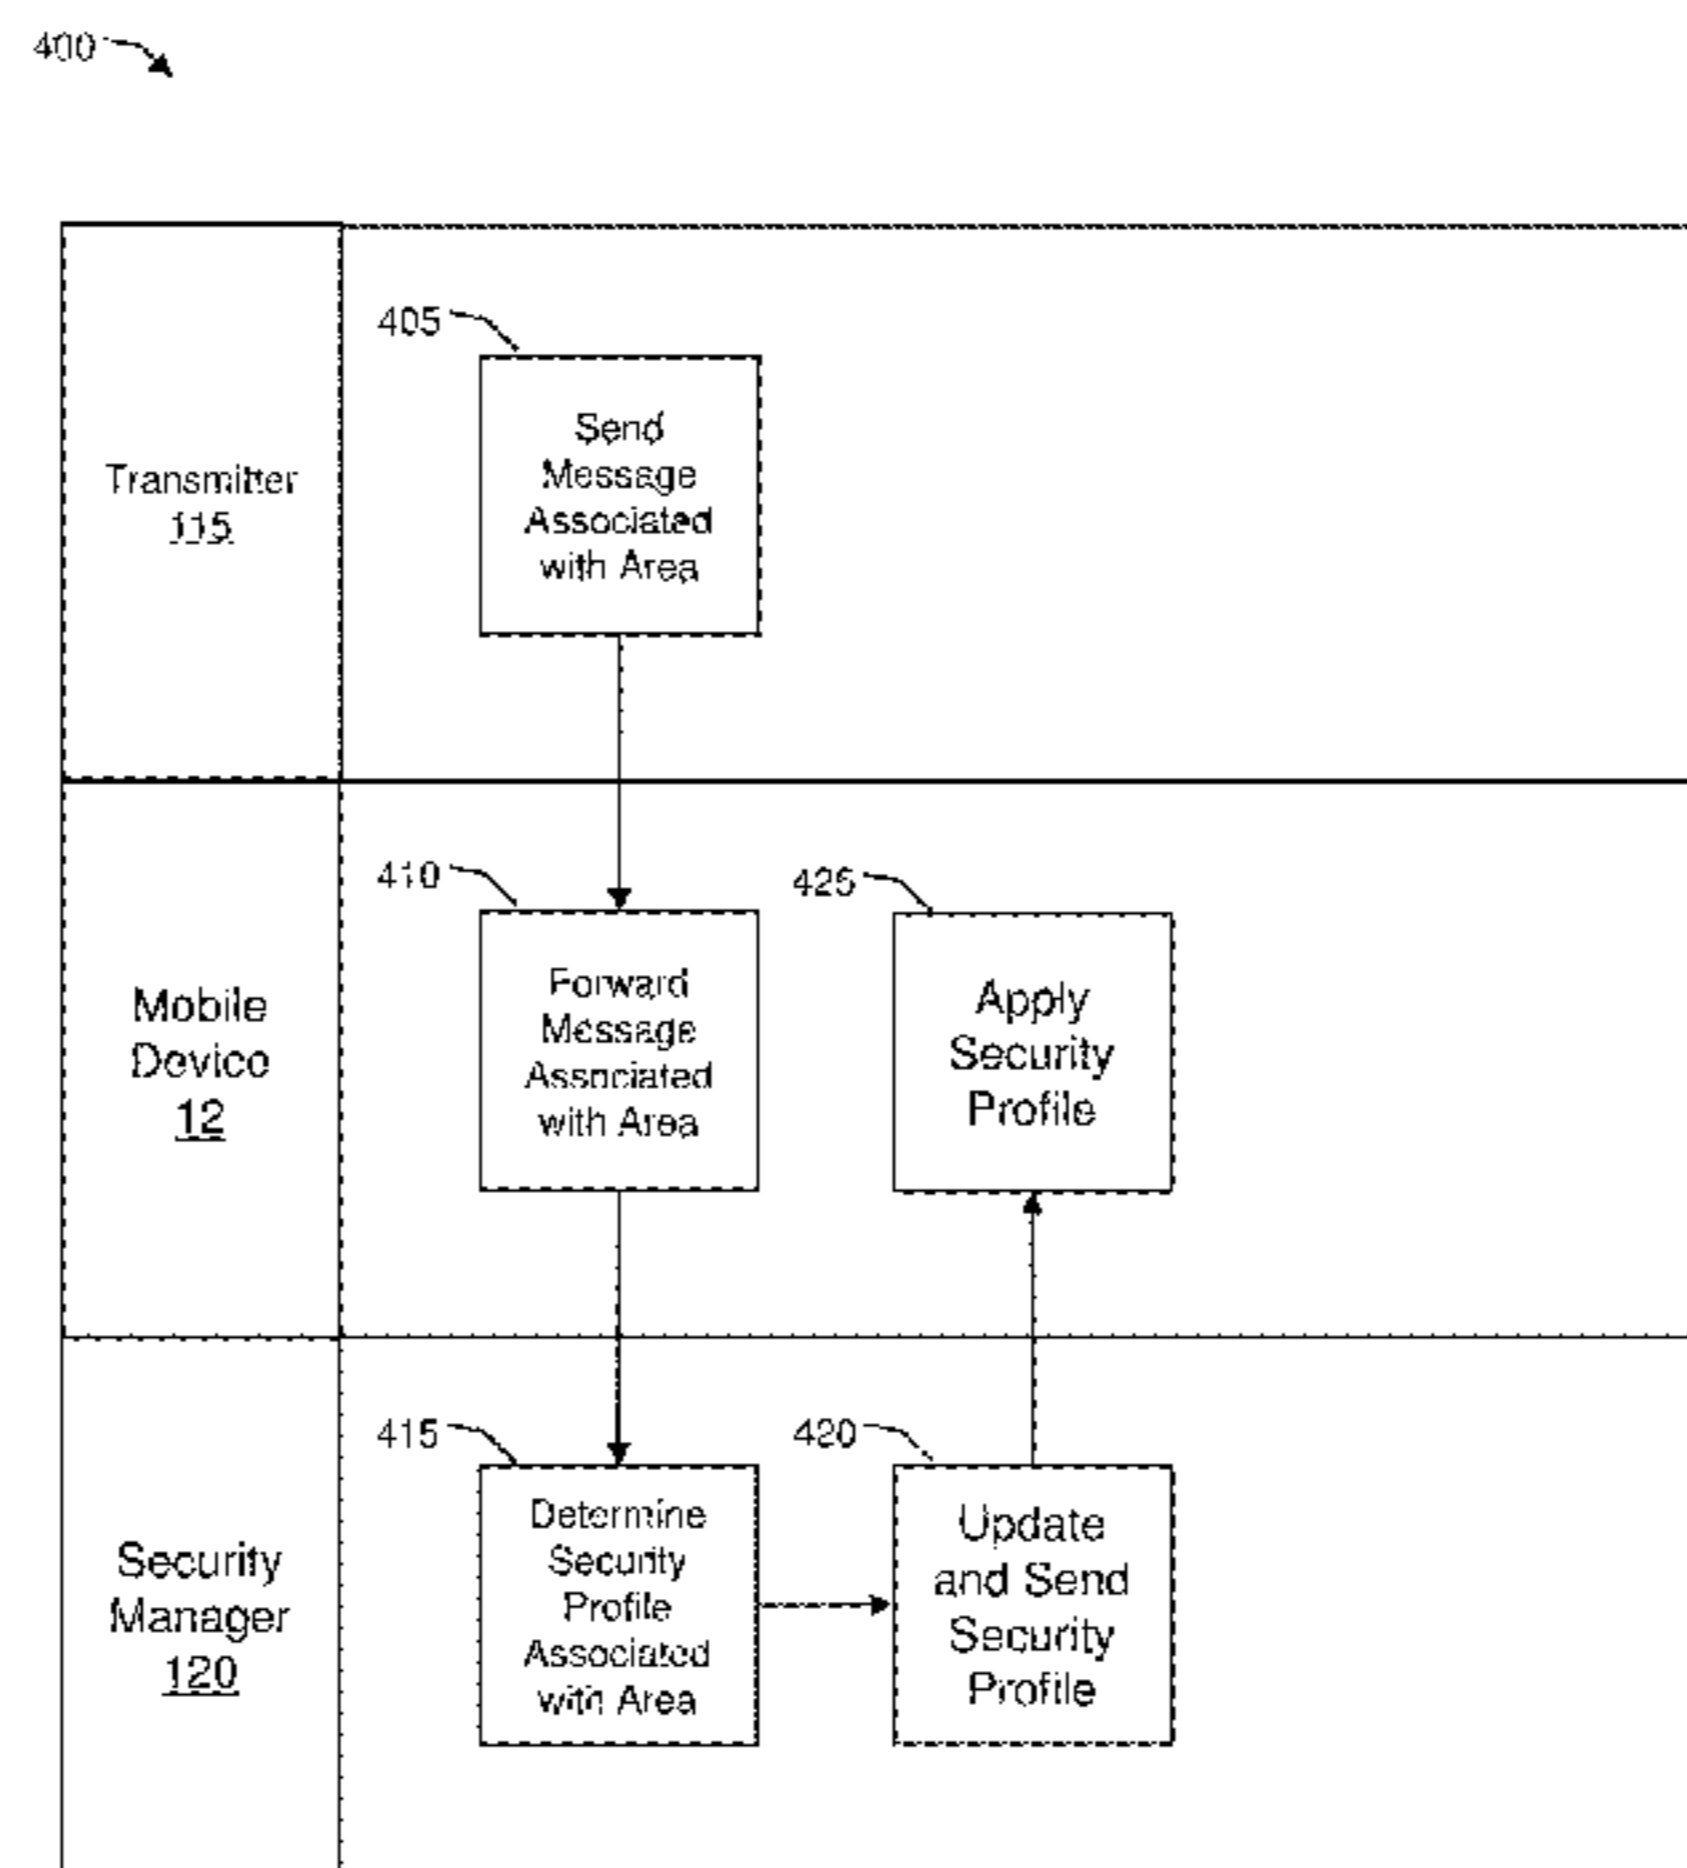 400
405
Send
Message
Associated
with Area
Transmitter
115
410
Forward
Message
Associated
with Area
425
Apply
Security
Profile
Mobile
Device
12
415
Determine
Security
Profile
Associated
with Area
420
Update
and Send
Security
Profile
Security
Manager
120